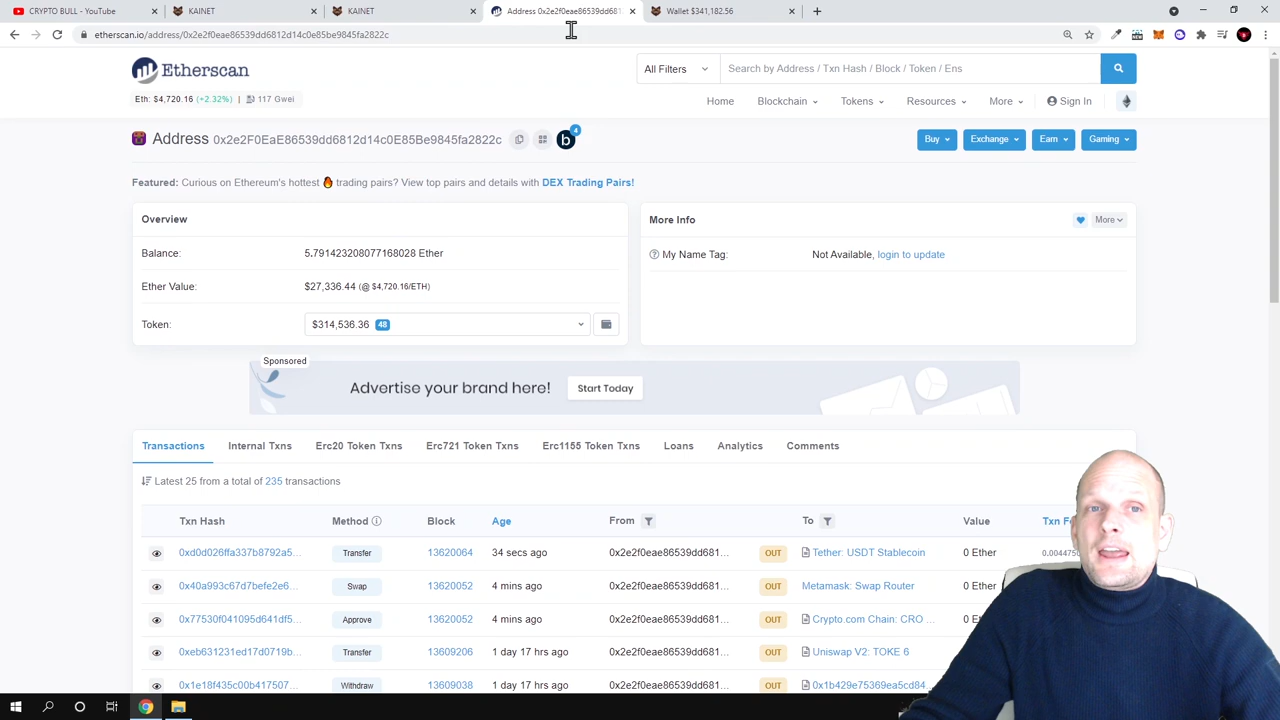 CRYPTO BULL - YouTube
KAINET
KAINET
Address 0x2e2f0eae86539dd681
Wallet $341,182.56
etherscan.io/address/0x2e2f0eae86539dd6812d14c0e85be9845fa2822c
Etherscan
All Filters
Search by Address / Txn Hash / Block / Token / Ens
Eth: $4,720.16 (+2.32%) | 117 Gwei
Home Blockchain Tokens Resources More Sign In
Address 0x2e2F0EaE86539dd6812d14c0E85Be9845fa2822c
b 4
Buy Exchange Earn Gaming
Featured: Curious on Ethereum's hottest 🔥 trading pairs? View top pairs and details with DEX Trading Pairs!
Overview
Balance: 5.791423208077168028 Ether
Ether Value: $27,336.44 (@ $4,720.16/ETH)
Token: $314,536.36 48
More Info
More
My Name Tag: Not Available, login to update
Sponsored
Advertise your brand here! Start Today
Transactions Internal Txns Erc20 Token Txns Erc721 Token Txns Erc1155 Token Txns Loans Analytics Comments
Latest 25 from a total of 235 transactions
Txn Hash Method Block Age From To Value Txn F
0xd0d026ffa337b8792a5... Transfer 13620064 34 secs ago 0x2e2f0eae86539dd681... OUT Tether: USDT Stablecoin 0 Ether
0x40a993c67d7befe2e6... Swap 13620052 4 mins ago 0x2e2f0eae86539dd681... OUT Metamask: Swap Router 0 Ether
0x77530f041095d641df5... Approve 13620052 4 mins ago 0x2e2f0eae86539dd681... OUT Crypto.com Chain: CRO ... 0 Ether
0xeb631231ed17d0719b... Transfer 13609206 1 day 17 hrs ago 0x2e2f0eae86539dd681... OUT Uniswap V2: TOKE 6 0 Ether
0x1e18f435c00b417507... Withdraw 13609038 1 day 17 hrs ago 0x2e2f0eae86539dd681... OUT 0x1b429e75369ea5cd84...